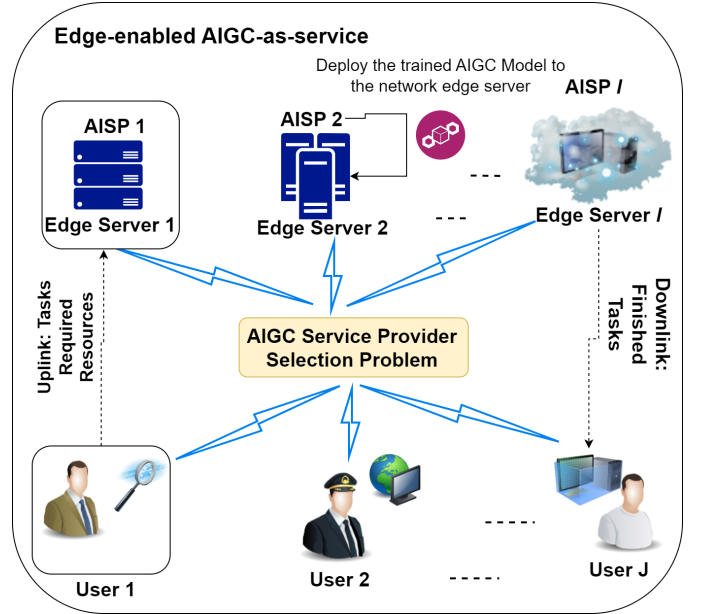 Edge-enabled AIGC-as-service
Deploy the trained AIGC Model to
the network edge server
AISP 1
AISP 2
AISP I
Edge Server 1
Edge Server 2
Edge Server I
Uplink: Tasks
Required
Resources
Downlink:
Finished
Tasks
AIGC Service Provider
Selection Problem
User 1
User 2
User J